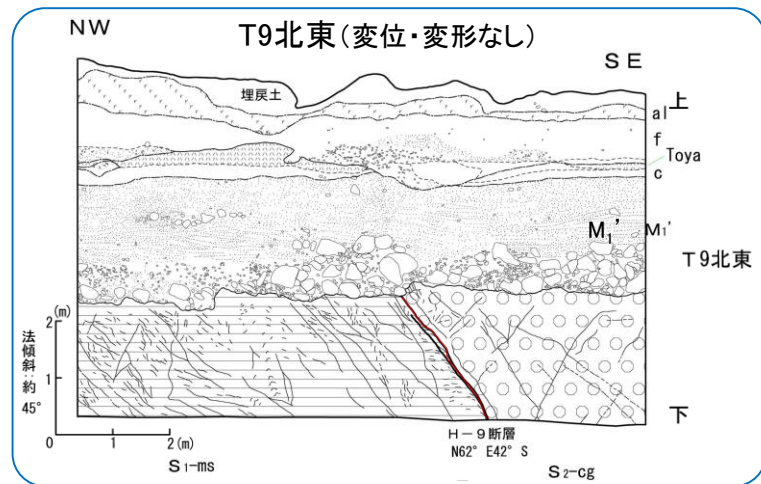 NW
T9北東(変位・変形なし)
SE
埋戻土
上
al
f
Toya
c
M₁'
M₁'
T9北東
(m)
2
1
法傾斜:約45°
0 1 2(m)
下
H-9断層
N62°E42°S
S₁-ms
S₂-cg